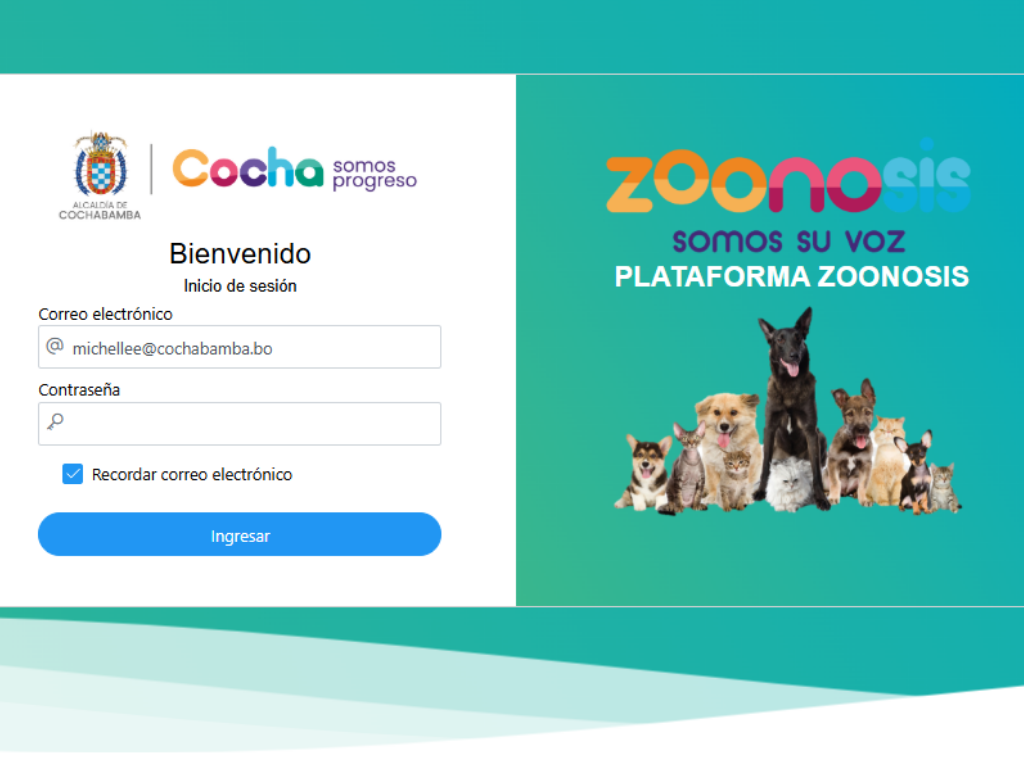 ALCALDÍA DE
COCHABAMBA
Cocha
somos
progreso
Bienvenido
Inicio de sesión
Correo electrónico
@ michellee@cochabamba.bo
Contraseña
Recordar correo electrónico
Ingresar
zoonosis
somos su voz
PLATAFORMA ZOONOSIS